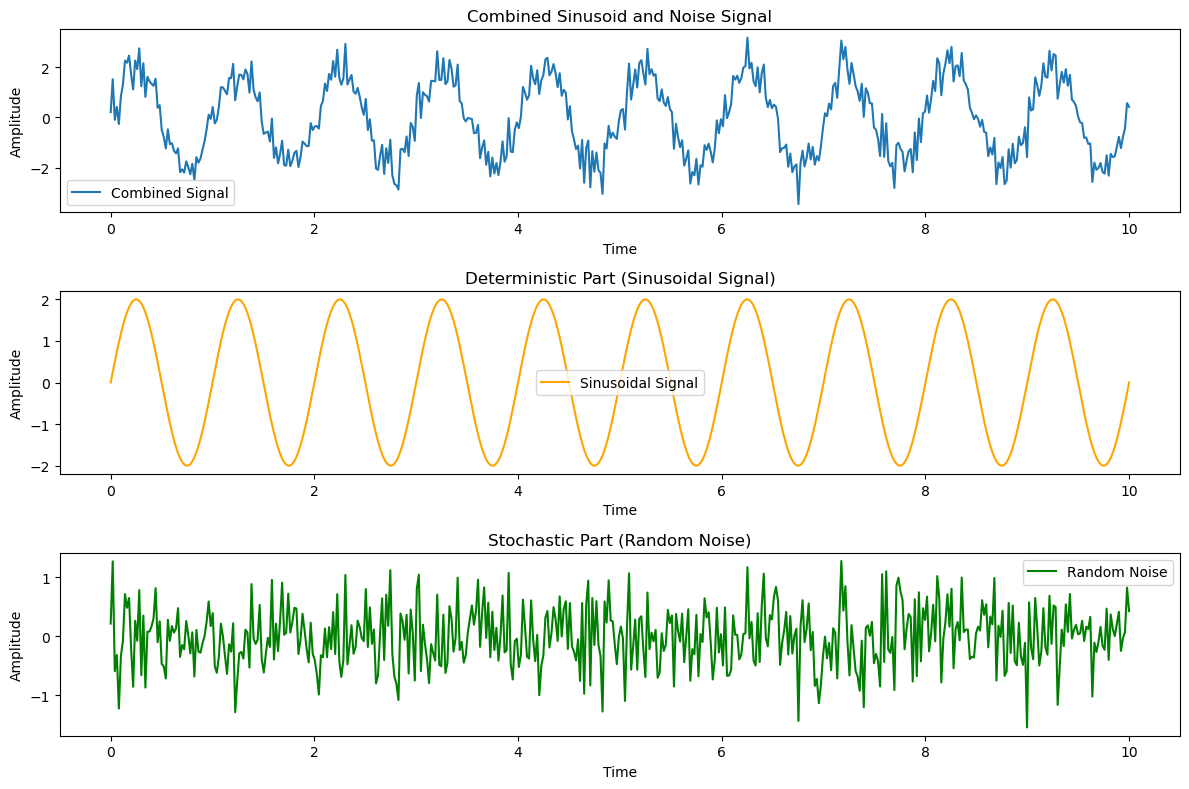 Combined Sinusoid and Noise Signal
Amplitude
2
0
−2
Combined Signal
0 2 4 6 8 10
Time
Deterministic Part (Sinusoidal Signal)
Amplitude
2
1
0
−1
−2
Sinusoidal Signal
0 2 4 6 8 10
Time
Stochastic Part (Random Noise)
Amplitude
1
0
−1
Random Noise
0 2 4 6 8 10
Time